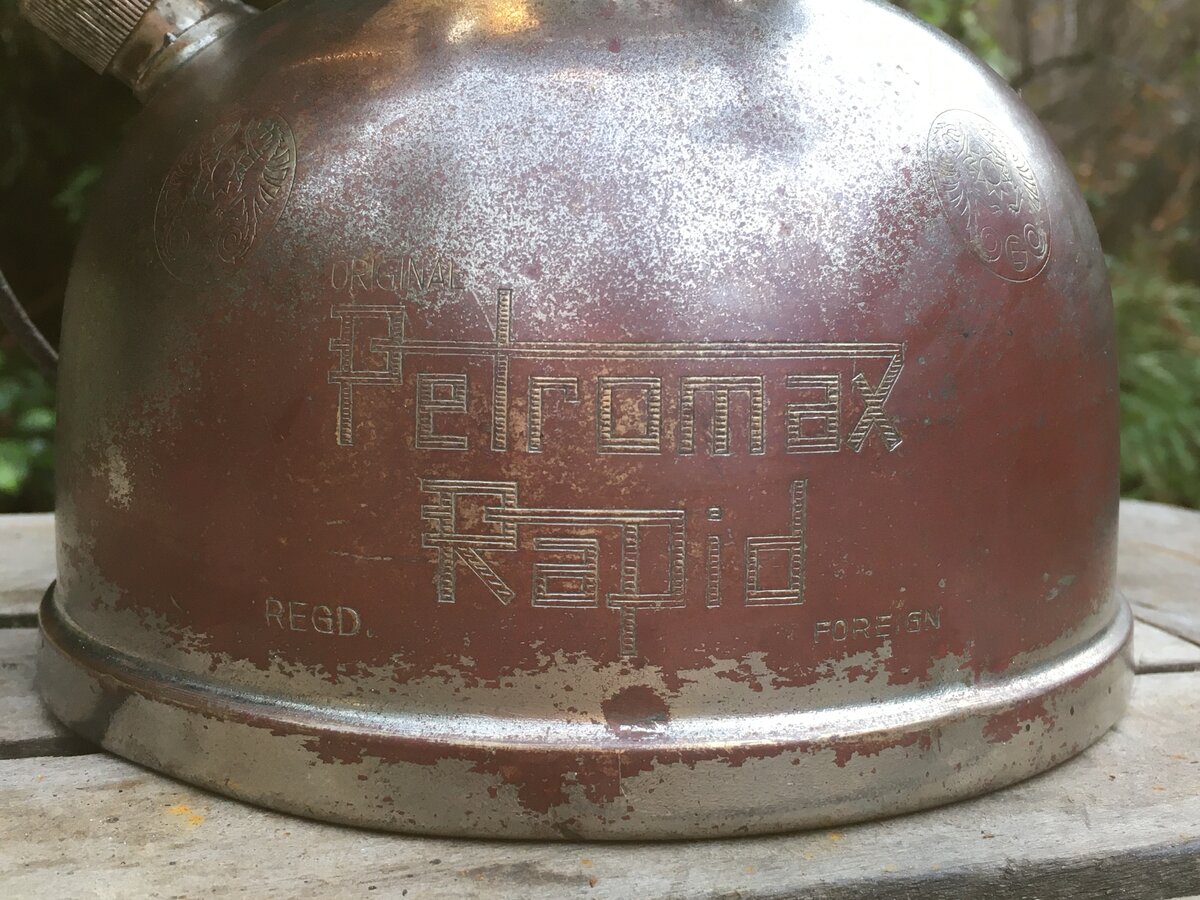 ORIGINAL
Petromax
Rapid
REGD. FOREIGN